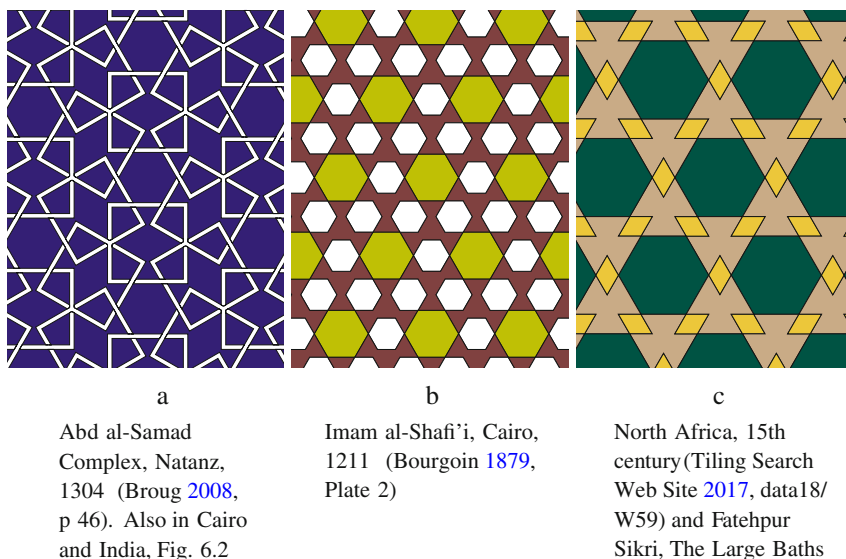 a
Abd al-Samad
Complex, Natanz,
1304 (Broug 2008,
p 46). Also in Cairo
and India, Fig. 6.2
b
Imam al-Shafi'i, Cairo,
1211 (Bourgoin 1879,
Plate 2)
c
North Africa, 15th
century (Tiling Search
Web Site 2017, data18/
W59) and Fatehpur
Sikri, The Large Baths